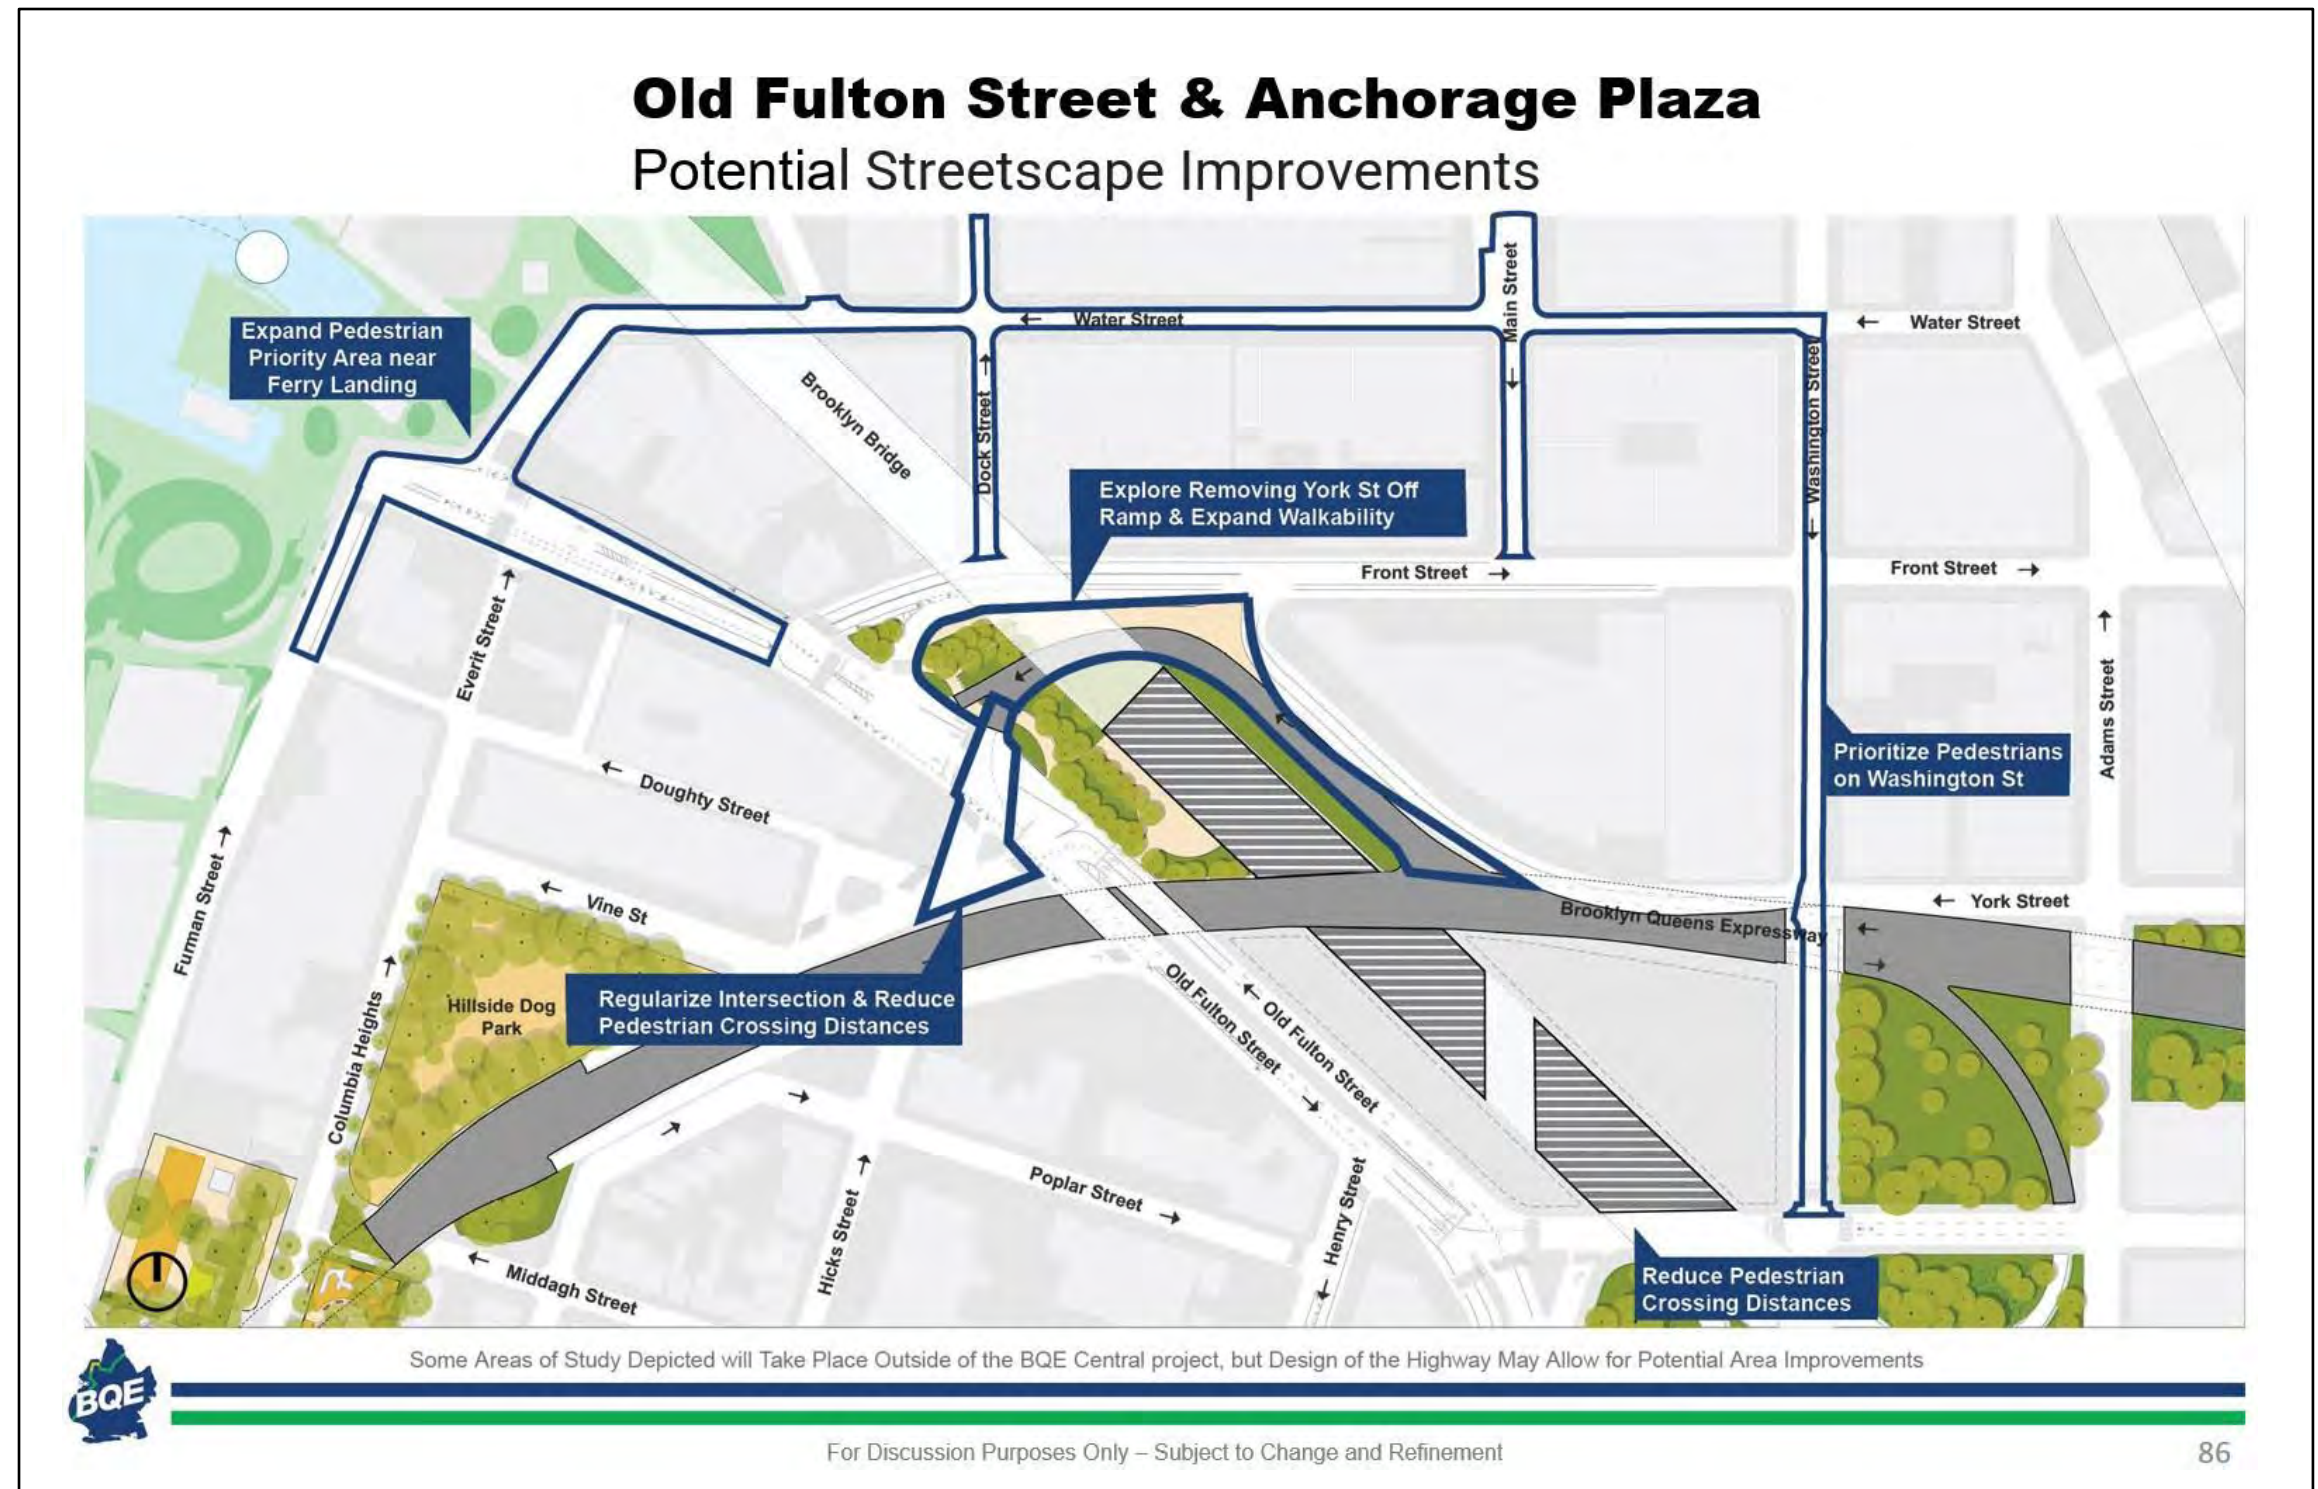 Old Fulton Street & Anchorage Plaza
Potential Streetscape Improvements
Expand Pedestrian
Priority Area near
Ferry Landing
Water Street
Main Street
Water Street
Brooklyn Bridge
Dock Street
Washington Street
Explore Removing York St Off
Ramp & Expand Walkability
Front Street
Front Street
Everit Street
Adams Street
Prioritize Pedestrians
on Washington St
Doughty Street
Furman Street
Vine St
York Street
Brooklyn Queens Expressway
Columbia Heights
Hillside Dog
Park
Regularize Intersection & Reduce
Pedestrian Crossing Distances
Old Fulton Street
Old Fulton Street
Poplar Street
Hicks Street
Henry Street
Middagh Street
Reduce Pedestrian
Crossing Distances
Some Areas of Study Depicted will Take Place Outside of the BQE Central project, but Design of the Highway May Allow for Potential Area Improvements
BQE
For Discussion Purposes Only – Subject to Change and Refinement
86